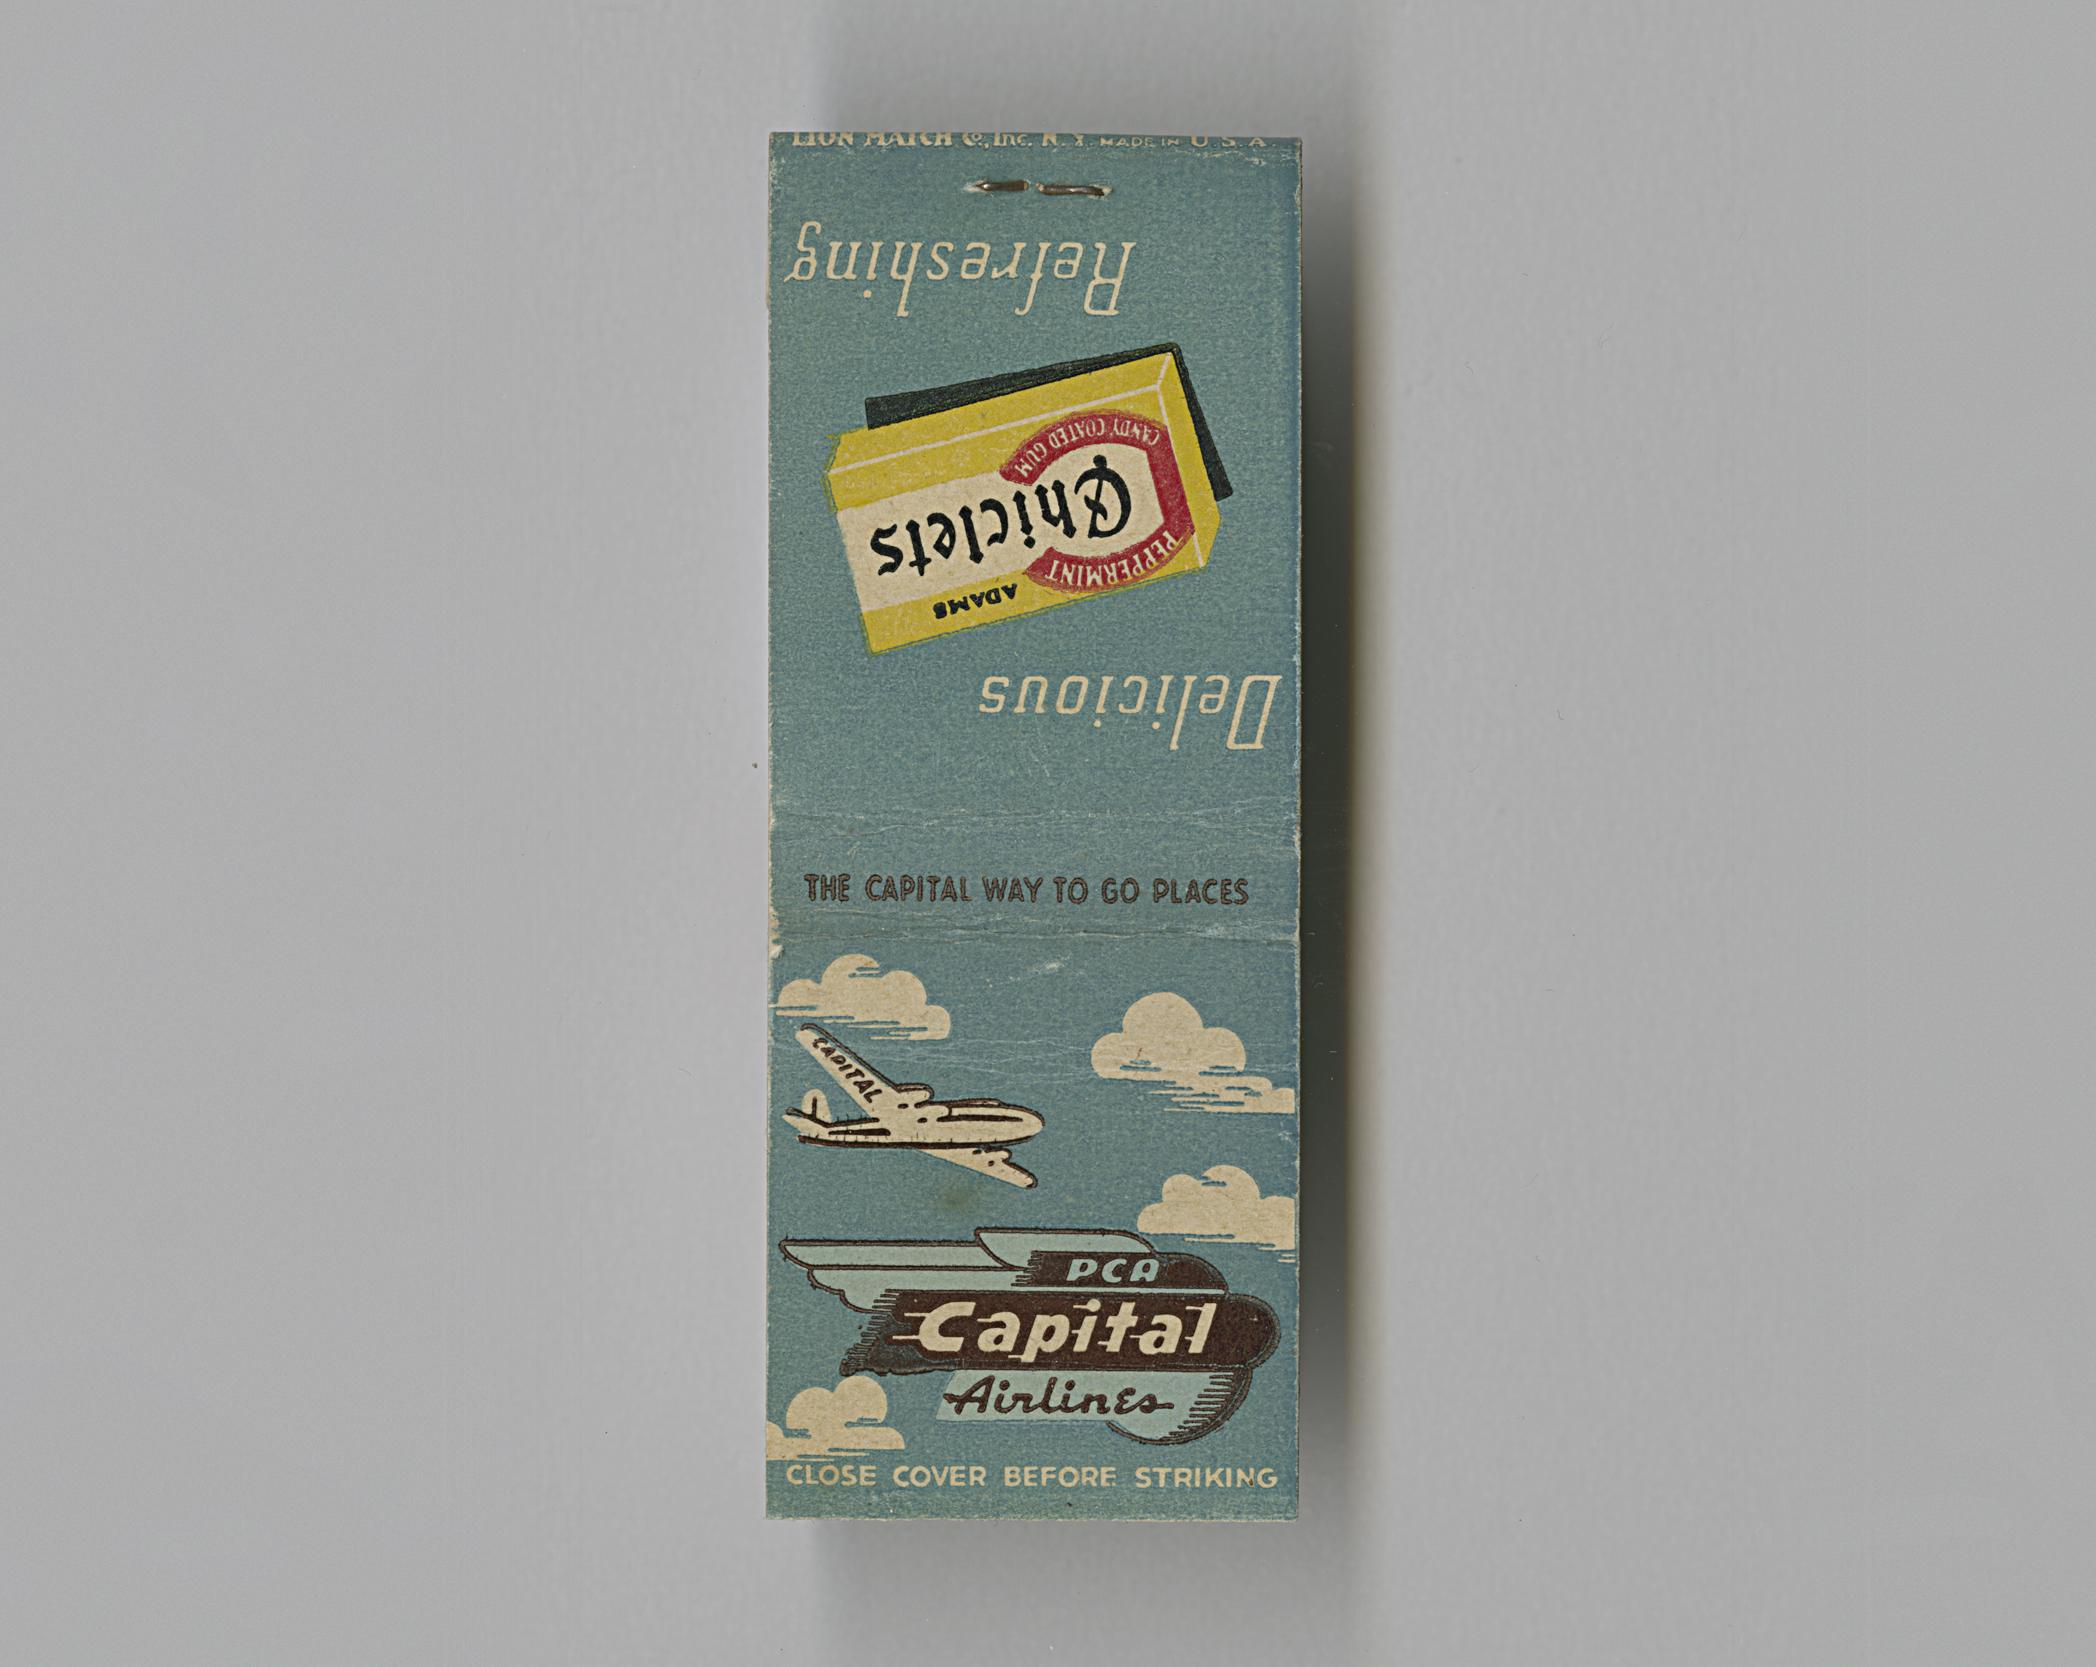 LION MATCH Co., Inc. N. Y. MADE IN U. S. A.
Delicious
ADAMS
PEPPERMINT
Chiclets
CANDY COATED GUM
Refreshing
THE CAPITAL WAY TO GO PLACES
CAPITAL
PCA
Capital
Airlines
CLOSE COVER BEFORE STRIKING